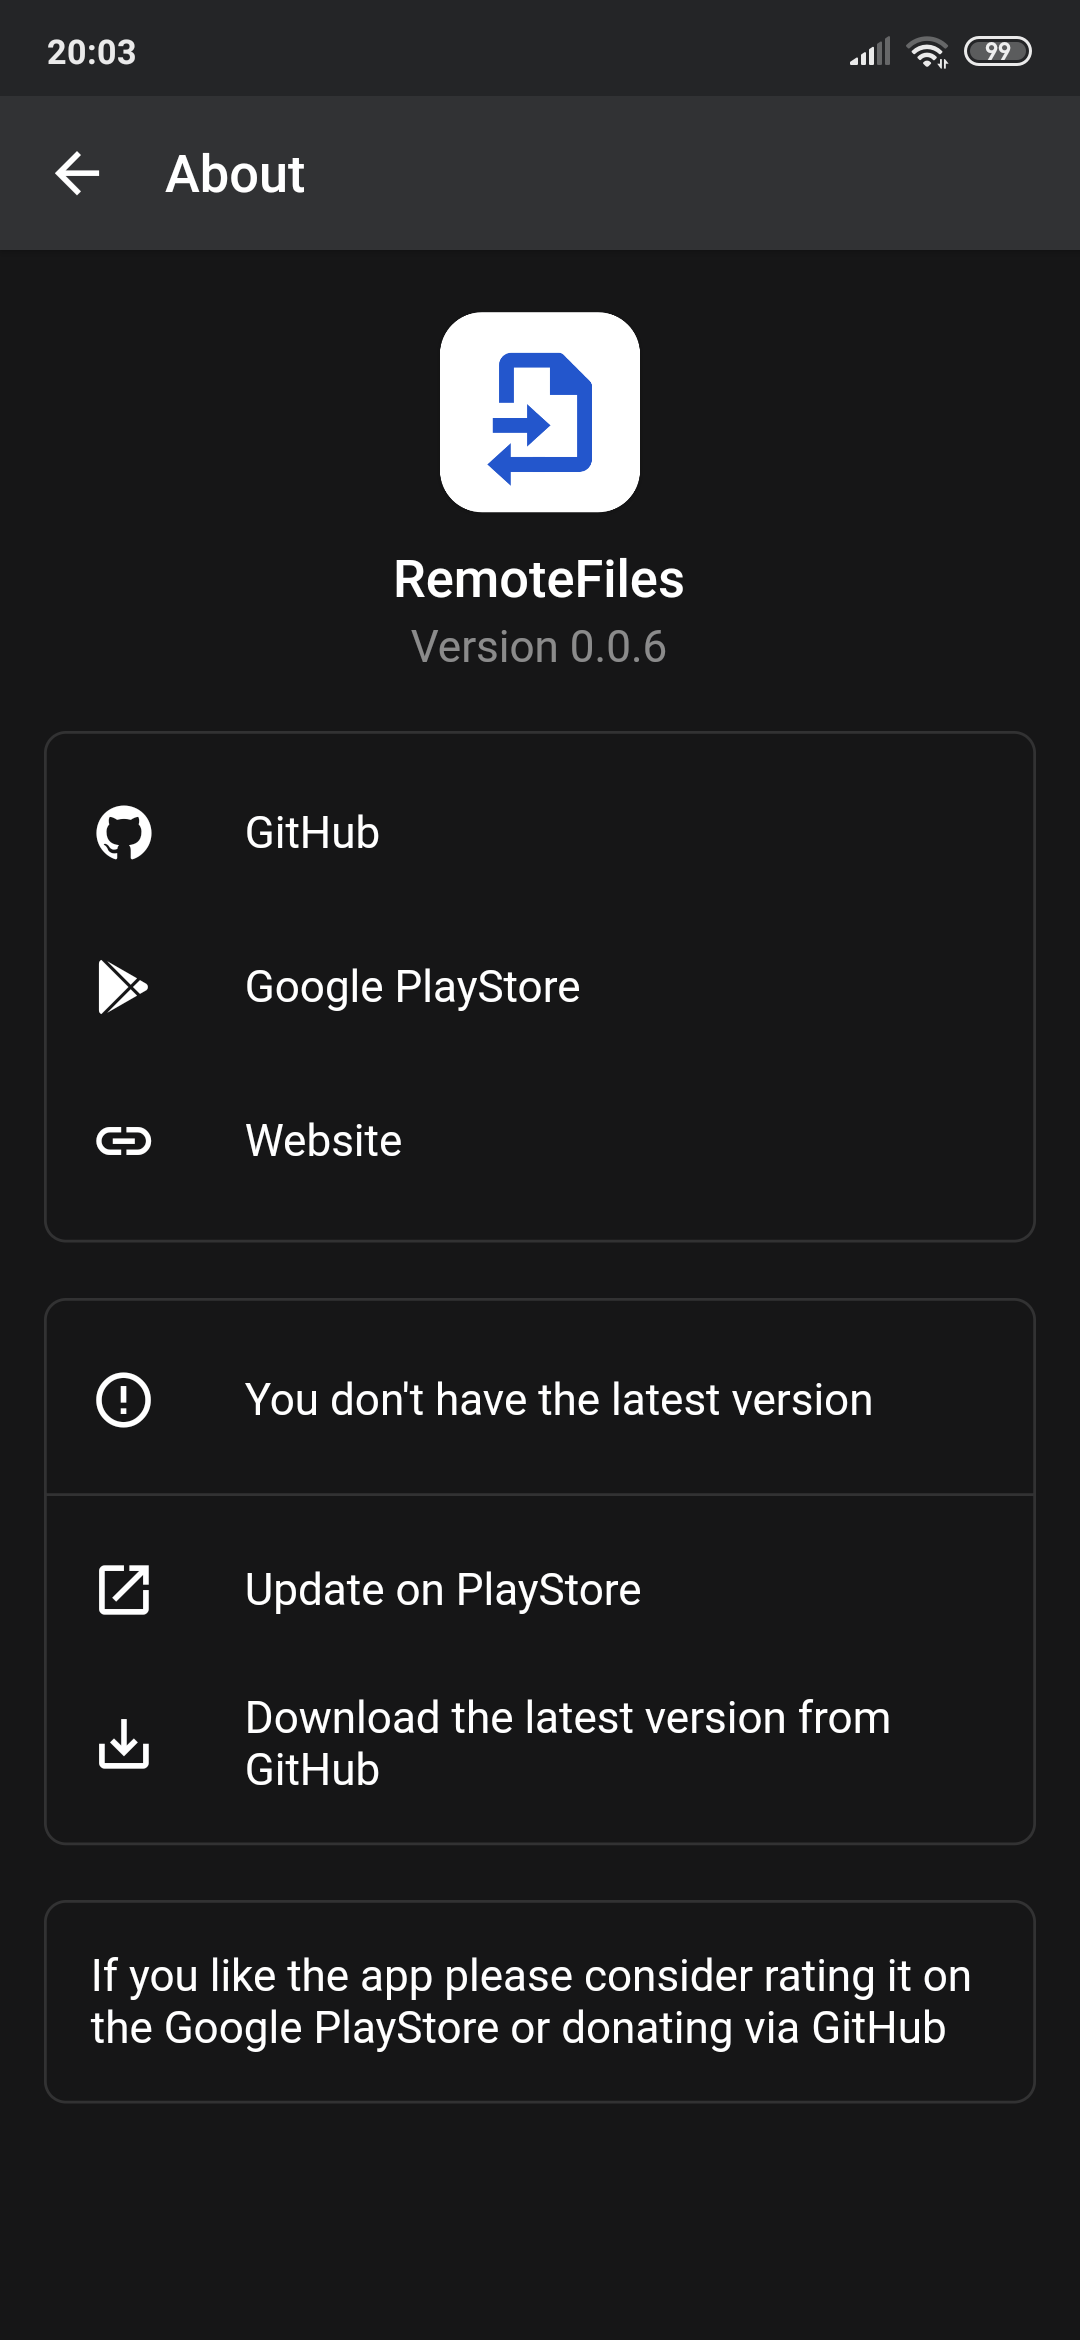 20:03
99
About
RemoteFiles
Version 0.0.6
GitHub
Google PlayStore
Website
You don't have the latest version
Update on PlayStore
Download the latest version from
GitHub
If you like the app please consider rating it on
the Google PlayStore or donating via GitHub